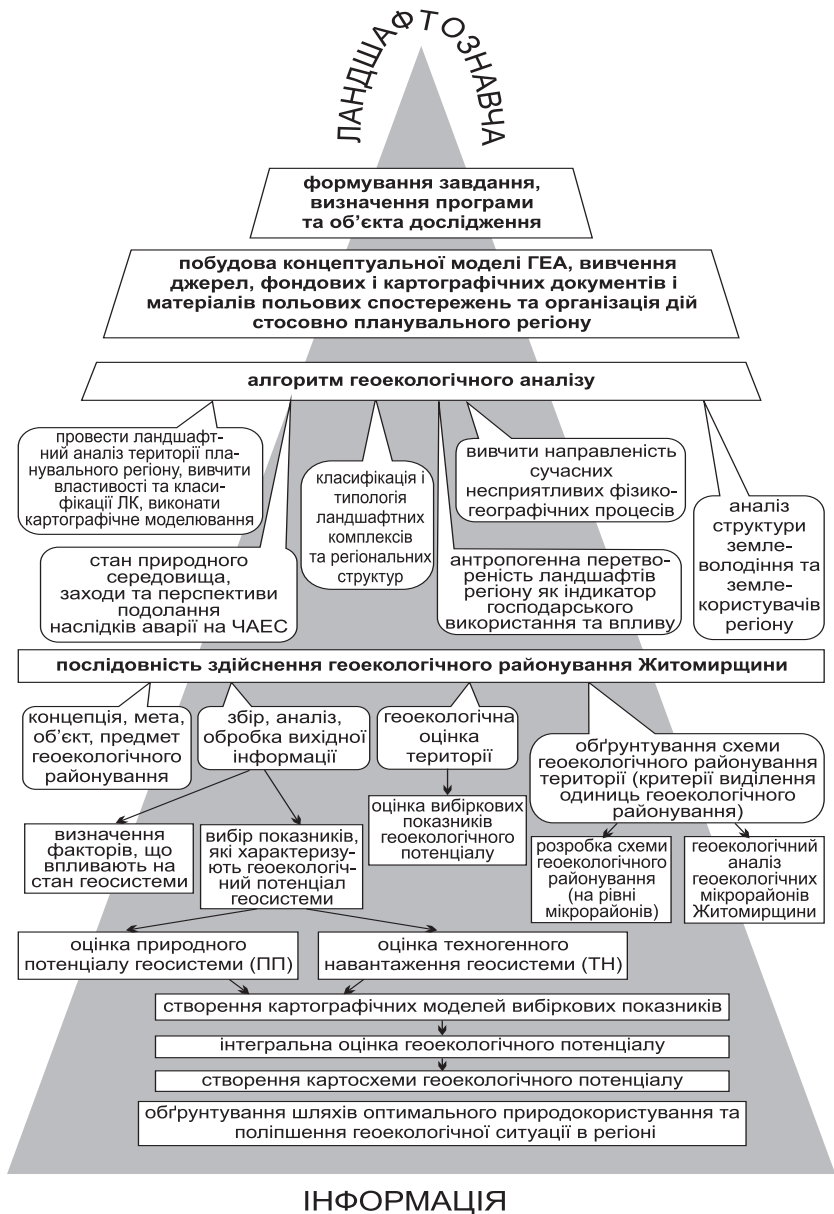 ЛАНДШАФТОЗНАВЧА
формування завдання,
визначення програми
та об’єкта дослідження
побудова концептуальної моделі ГЕА, вивчення
джерел, фондових і картографічних документів і
матеріалів польових спостережень та організація дій
стосовно планувального регіону
алгоритм геоекологічного аналізу
провести ландшафт-
ний аналіз території пла-
нувального регіону, вивчити
властивості та класи-
фікації ЛК, виконати
картографічне моделювання
стан природного
середовища,
заходи та перспективи
подолання
наслідків аварії на ЧАЕС
класифікація і
типологія
ландшафтних
комплексів
та регіональних
структур
вивчити направленість
сучасних
несприятливих фізико-
географічних процесів
антропогенна перетво-
реність ландшафтів
регіону як індикатор
господарського
використання та впливу
аналіз
структури
земле-
володіння та
земле-
користувачів
регіону
послідовність здійснення геоекологічного районування Житомирщини
концепція, мета,
об’єкт, предмет
геоекологічного
районування
збір, аналіз,
обробка вихідної
інформації
геоекологічна
оцінка
території
обґрунтування схеми
геоекологічного районування
території (критерії виділення
одиниць геоекологічного
районування)
визначення
факторів, що
впливають на
стан геосистеми
вибір показників,
які характеризу-
ють геоекологіч-
ний потенціал
геосистеми
оцінка вибіркових
показників
геоекологічного
потенціалу
розробка схеми
геоекологічного
районування
(на рівні
мікрорайонів)
геоекологічний
аналіз
геоекологічних
мікрорайонів
Житомирщини
оцінка природного
потенціалу геосистеми (ПП)
оцінка техногенного
навантаження геосистеми (ТН)
створення картографічних моделей вибіркових показників
інтегральна оцінка геоекологічного потенціалу
створення картосхеми геоекологічного потенціалу
обґрунтування шляхів оптимального природокористування та
поліпшення геоекологічної ситуації в регіоні
ІНФОРМАЦІЯ